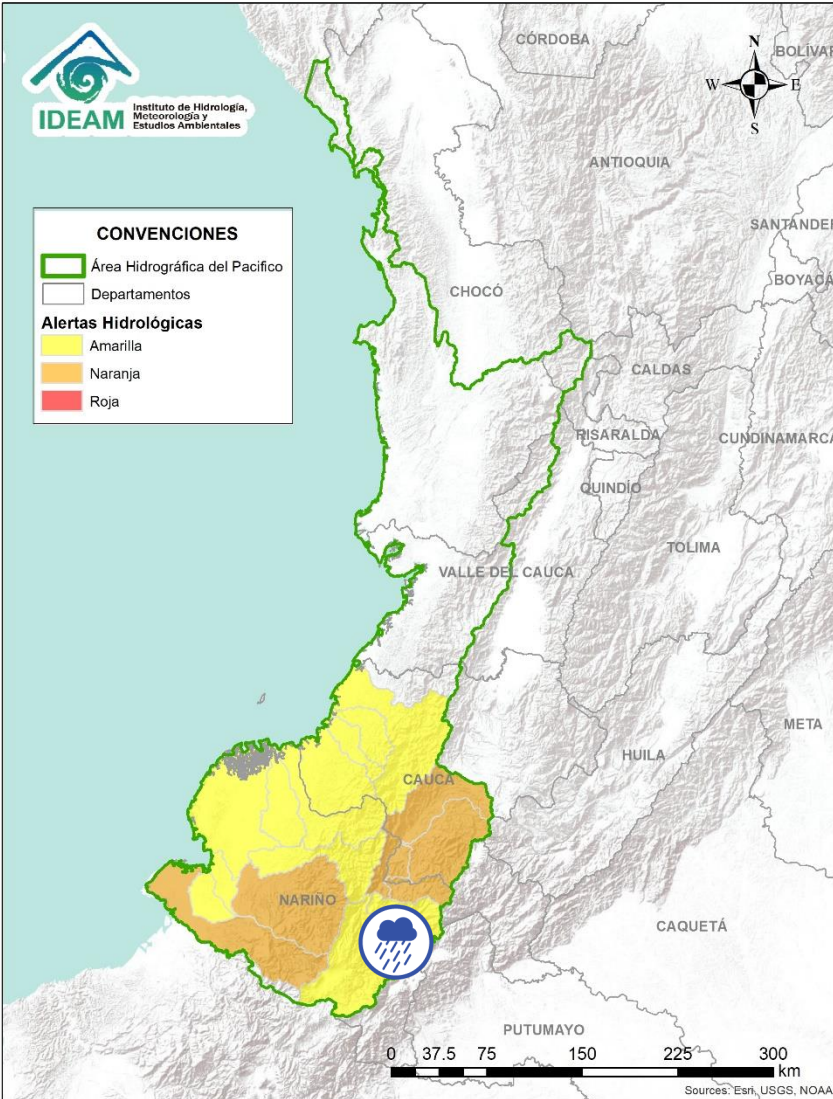 IDEAM
Instituto de Hidrología,
Meteorología y
Estudios Ambientales
CÓRDOBA
BOLÍVAR
N
W
E
S
ANTIOQUIA
SANTANDER
BOYACÁ
CONVENCIONES
Área Hidrográfica del Pacifico
Departamentos
Alertas Hidrológicas
Amarilla
Naranja
Roja
CHOCÓ
CALDAS
RISARALDA
CUNDINAMARCA
QUINDÍO
TOLIMA
VALLE DEL CAUCA
META
HUILA
CAUCA
NARIÑO
CAQUETÁ
PUTUMAYO
0 37.5 75 150 225 300
km
Sources: Esri, USGS, NOAA